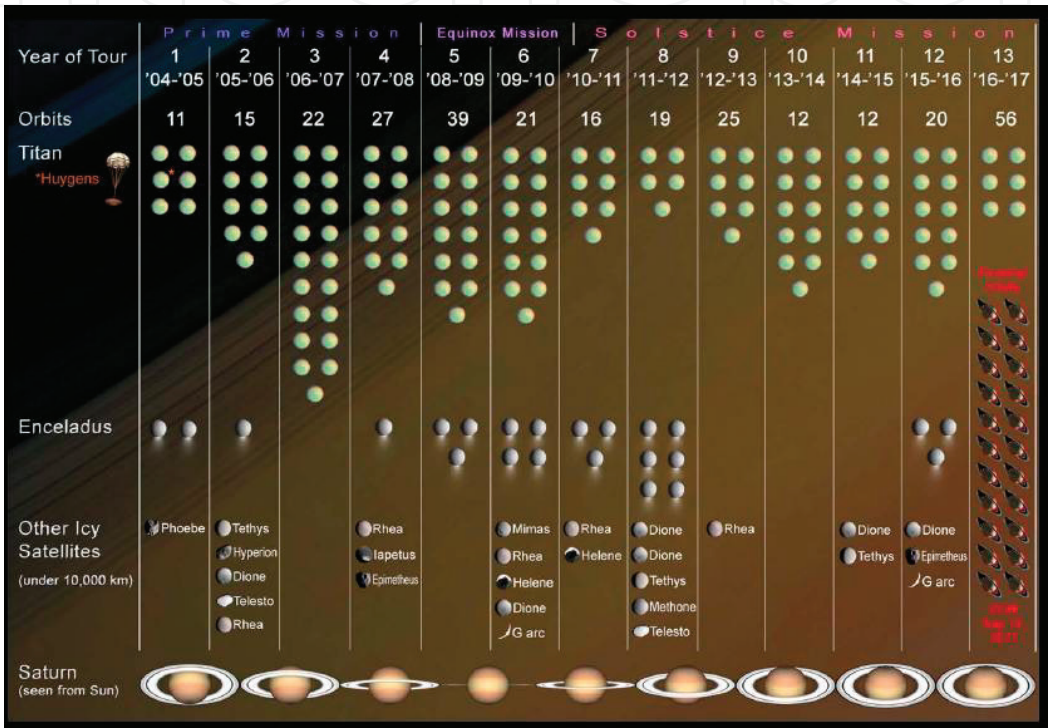 Prime Mission Equinox Mission Solstice Mission
Year of Tour 1 2 3 4 5 6 7 8 9 10 11 12 13
'04-'05 '05-'06 '06-'07 '07-'08 '08-'09 '09-'10 '10-'11 '11-'12 '12-'13 '13-'14 '14-'15 '15-'16 '16-'17
Orbits 11 15 22 27 39 21 16 19 25 12 12 20 56
Titan
*Huygens *
Enceladus
Other Icy Phoebe Tethys Rhea Mimas Rhea Dione Rhea Dione Dione
Satellites Hyperion Iapetus Rhea Helene Dione Tethys Epimetheus
(under 10,000 km) Dione Epimetheus Helene Tethys G arc
Telesto Dione Methone
Rhea G arc Telesto
Saturn
(seen from Sun)